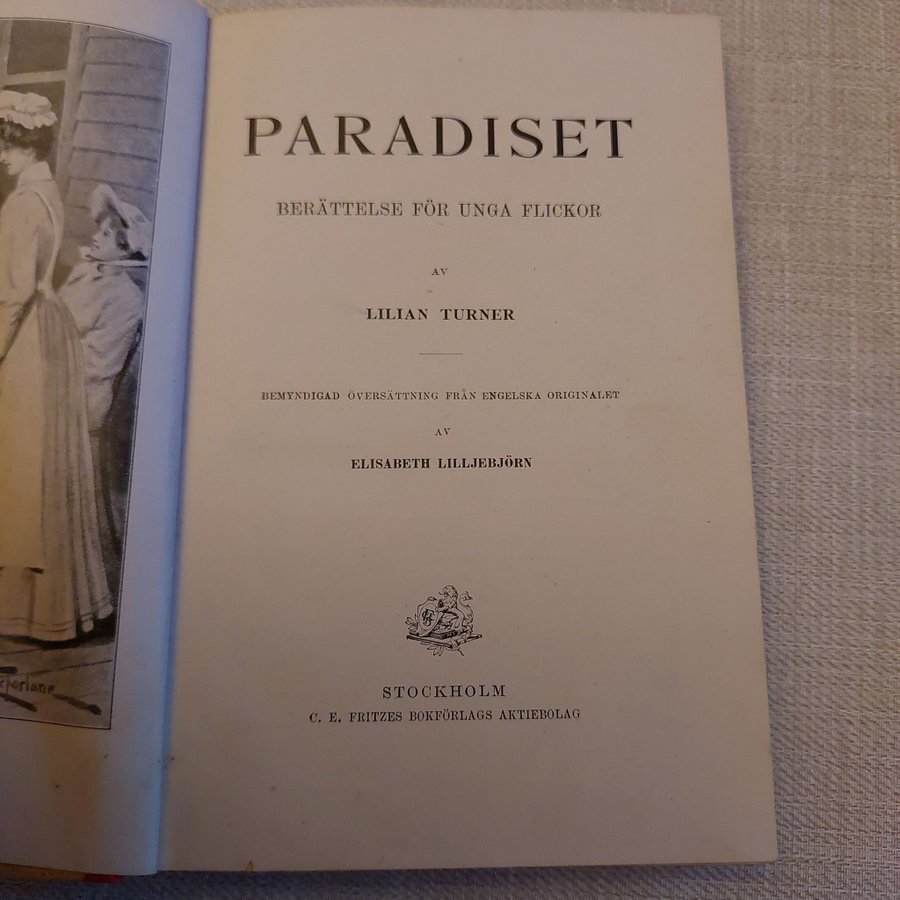 PARADISET
BERÄTTELSE FÖR UNGA FLICKOR
AV
LILIAN TURNER
BEMYNDIGAD ÖVERSÄTTNING FRÅN ENGELSKA ORIGINALET
AV
ELISABETH LILLJEBJÖRN
STOCKHOLM
C. E. FRITZES BOKFÖRLAGS AKTIEBOLAG